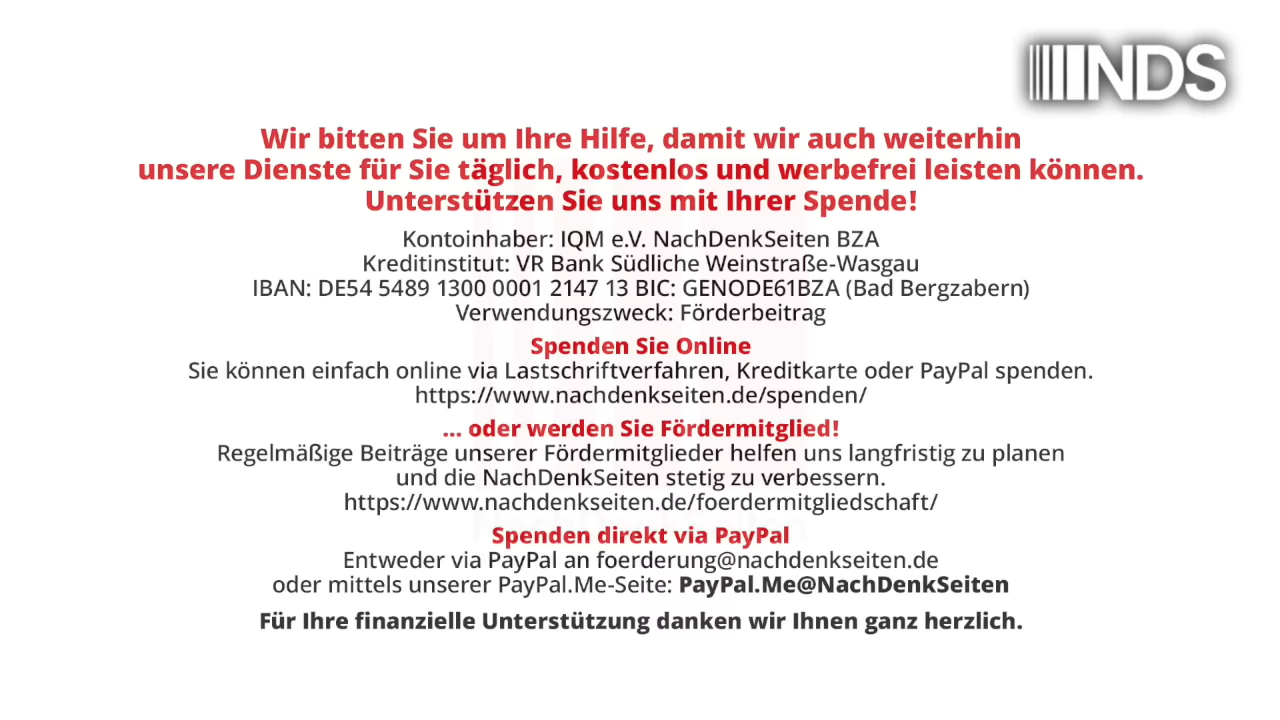 NDS
Wir bitten Sie um Ihre Hilfe, damit wir auch weiterhin
unsere Dienste für Sie täglich, kostenlos und werbefrei leisten können.
Unterstützen Sie uns mit Ihrer Spende!
Kontoinhaber: IQM e.V. NachDenkSeiten BZA
Kreditinstitut: VR Bank Südliche Weinstraße-Wasgau
IBAN: DE54 5489 1300 0001 2147 13 BIC: GENODE61BZA (Bad Bergzabern)
Verwendungszweck: Förderbeitrag
Spenden Sie Online
Sie können einfach online via Lastschriftverfahren, Kreditkarte oder PayPal spenden.
https://www.nachdenkseiten.de/spenden/
... oder werden Sie Fördermitglied!
Regelmäßige Beiträge unserer Fördermitglieder helfen uns langfristig zu planen
und die NachDenkSeiten stetig zu verbessern.
https://www.nachdenkseiten.de/foerdermitgliedschaft/
Spenden direkt via PayPal
Entweder via PayPal an foerderung@nachdenkseiten.de
oder mittels unserer PayPal.Me-Seite: PayPal.Me@NachDenkSeiten
Für Ihre finanzielle Unterstützung danken wir Ihnen ganz herzlich.